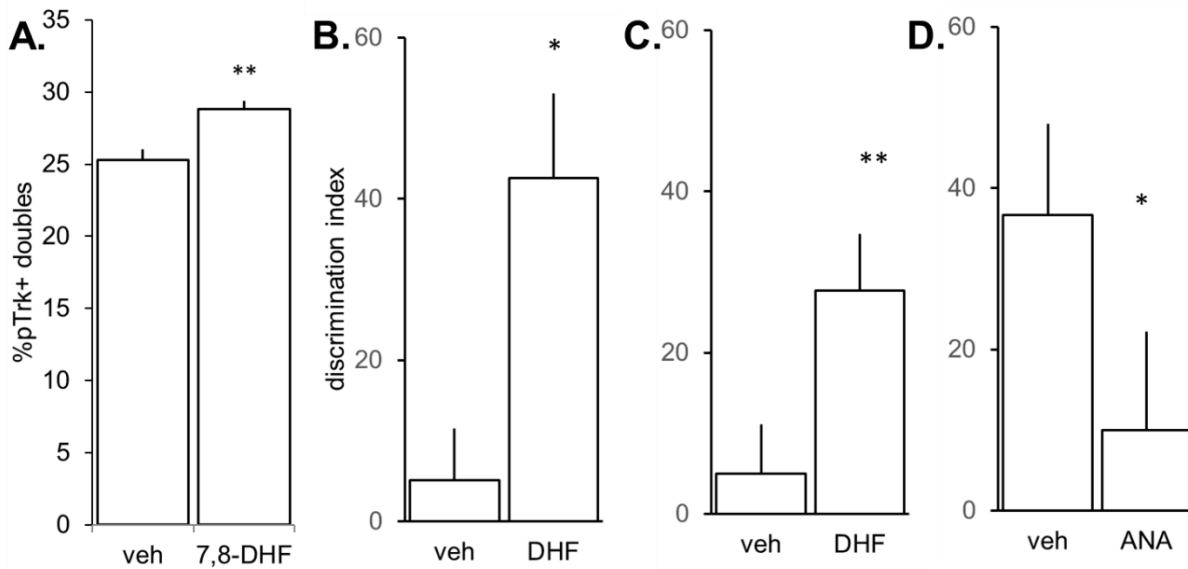 A.
%pTrk+ doubles
35
30
25
20
15
10
5
0
**
veh 7,8-DHF
B.
discrimination index
60
40
20
0
*
veh DHF
C.
60
40
20
0
**
veh DHF
D.
60
40
20
0
*
veh ANA